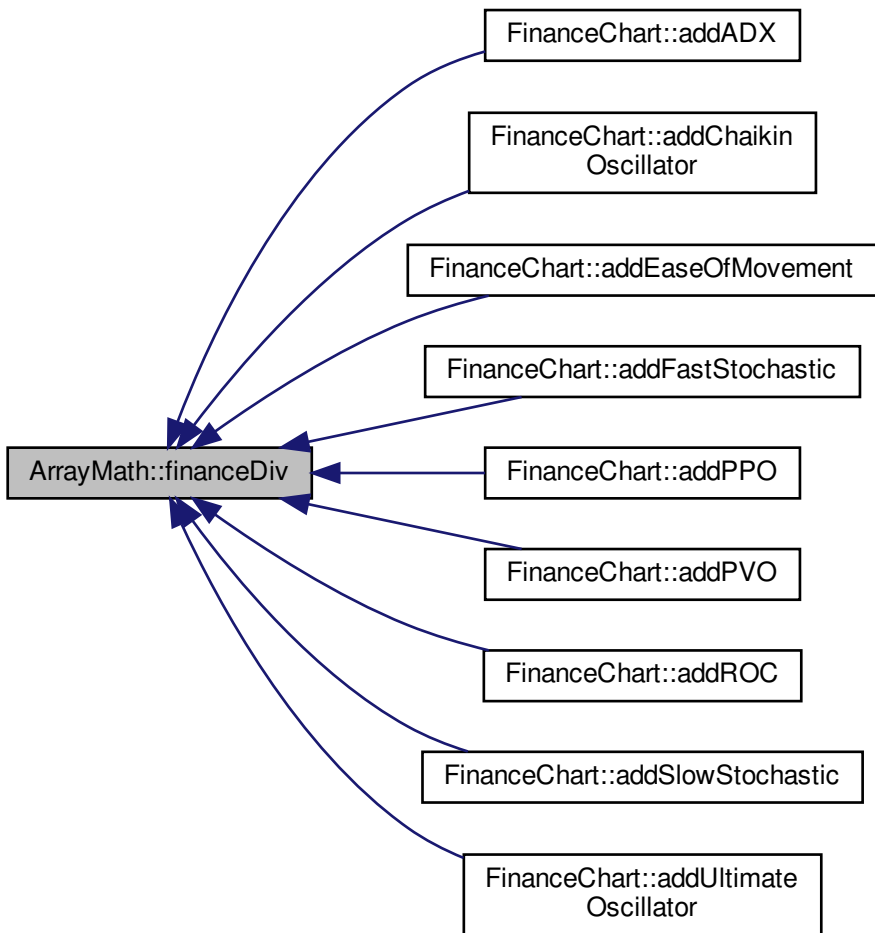 FinanceChart::addADX
FinanceChart::addChaikin
Oscillator
FinanceChart::addEaseOfMovement
FinanceChart::addFastStochastic
ArrayMath::financeDiv
FinanceChart::addPPO
FinanceChart::addPVO
FinanceChart::addROC
FinanceChart::addSlowStochastic
FinanceChart::addUltimate
Oscillator